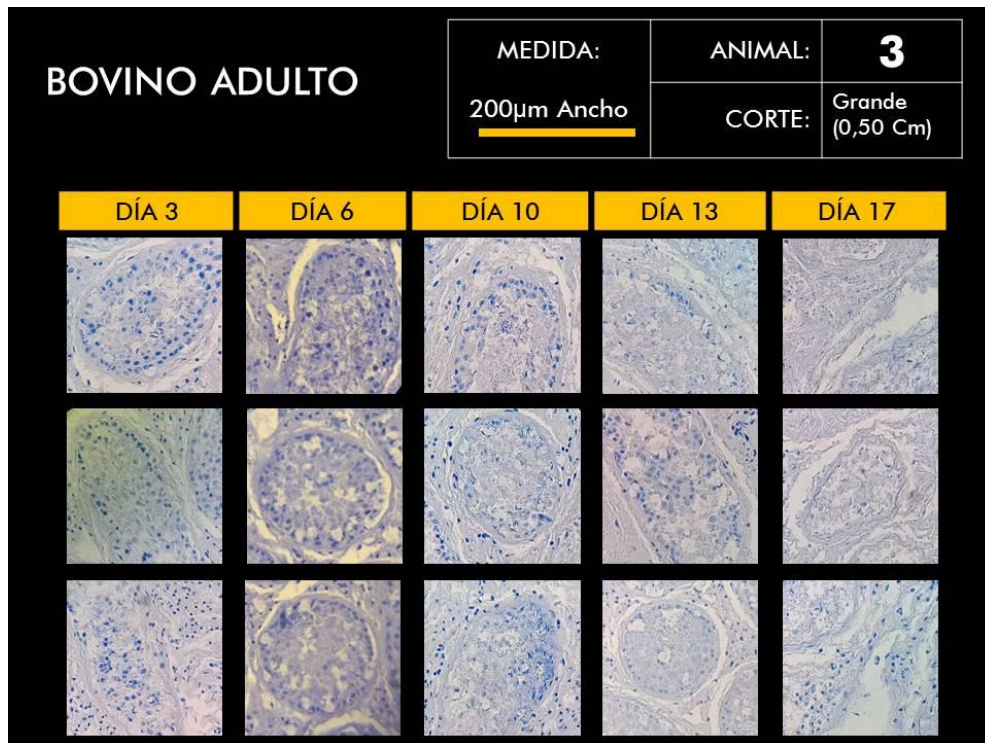 BOVINO ADULTO
MEDIDA:
200µm Ancho
ANIMAL:
3
CORTE:
Grande
(0,50 Cm)
DÍA 3
DÍA 6
DÍA 10
DÍA 13
DÍA 17